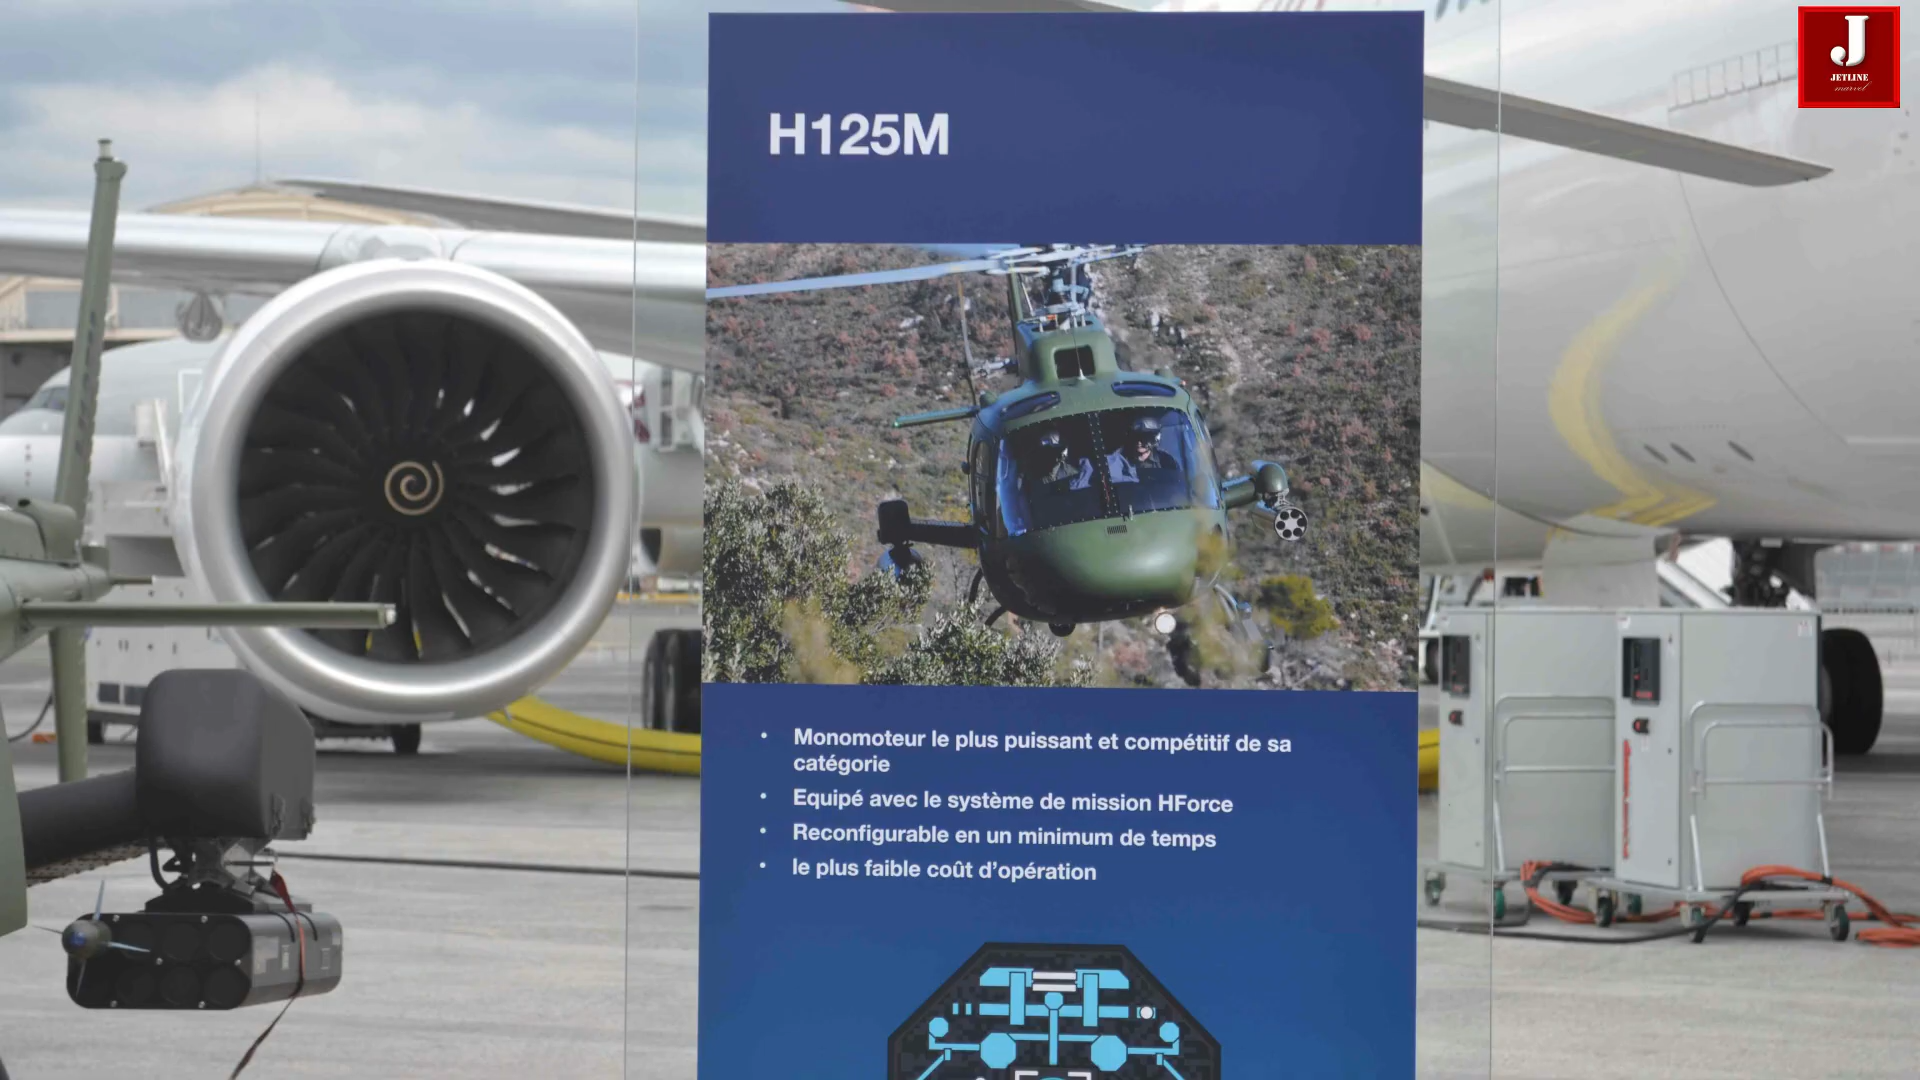 J
JETLINE
marvel
H125M
• Monomoteur le plus puissant et compétitif de sa
catégorie
• Equipé avec le système de mission HForce
• Reconfigurable en un minimum de temps
• le plus faible coût d’opération